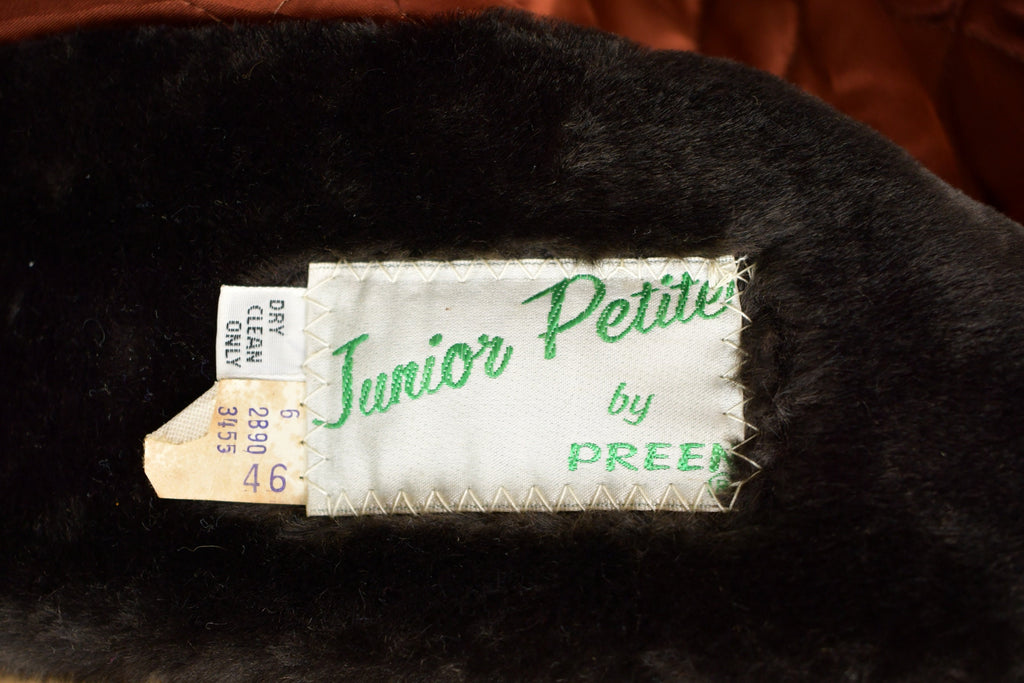 Junior Petite
by
PREEN
®
DRY
CLEAN
ONLY
6
2890
3455
46